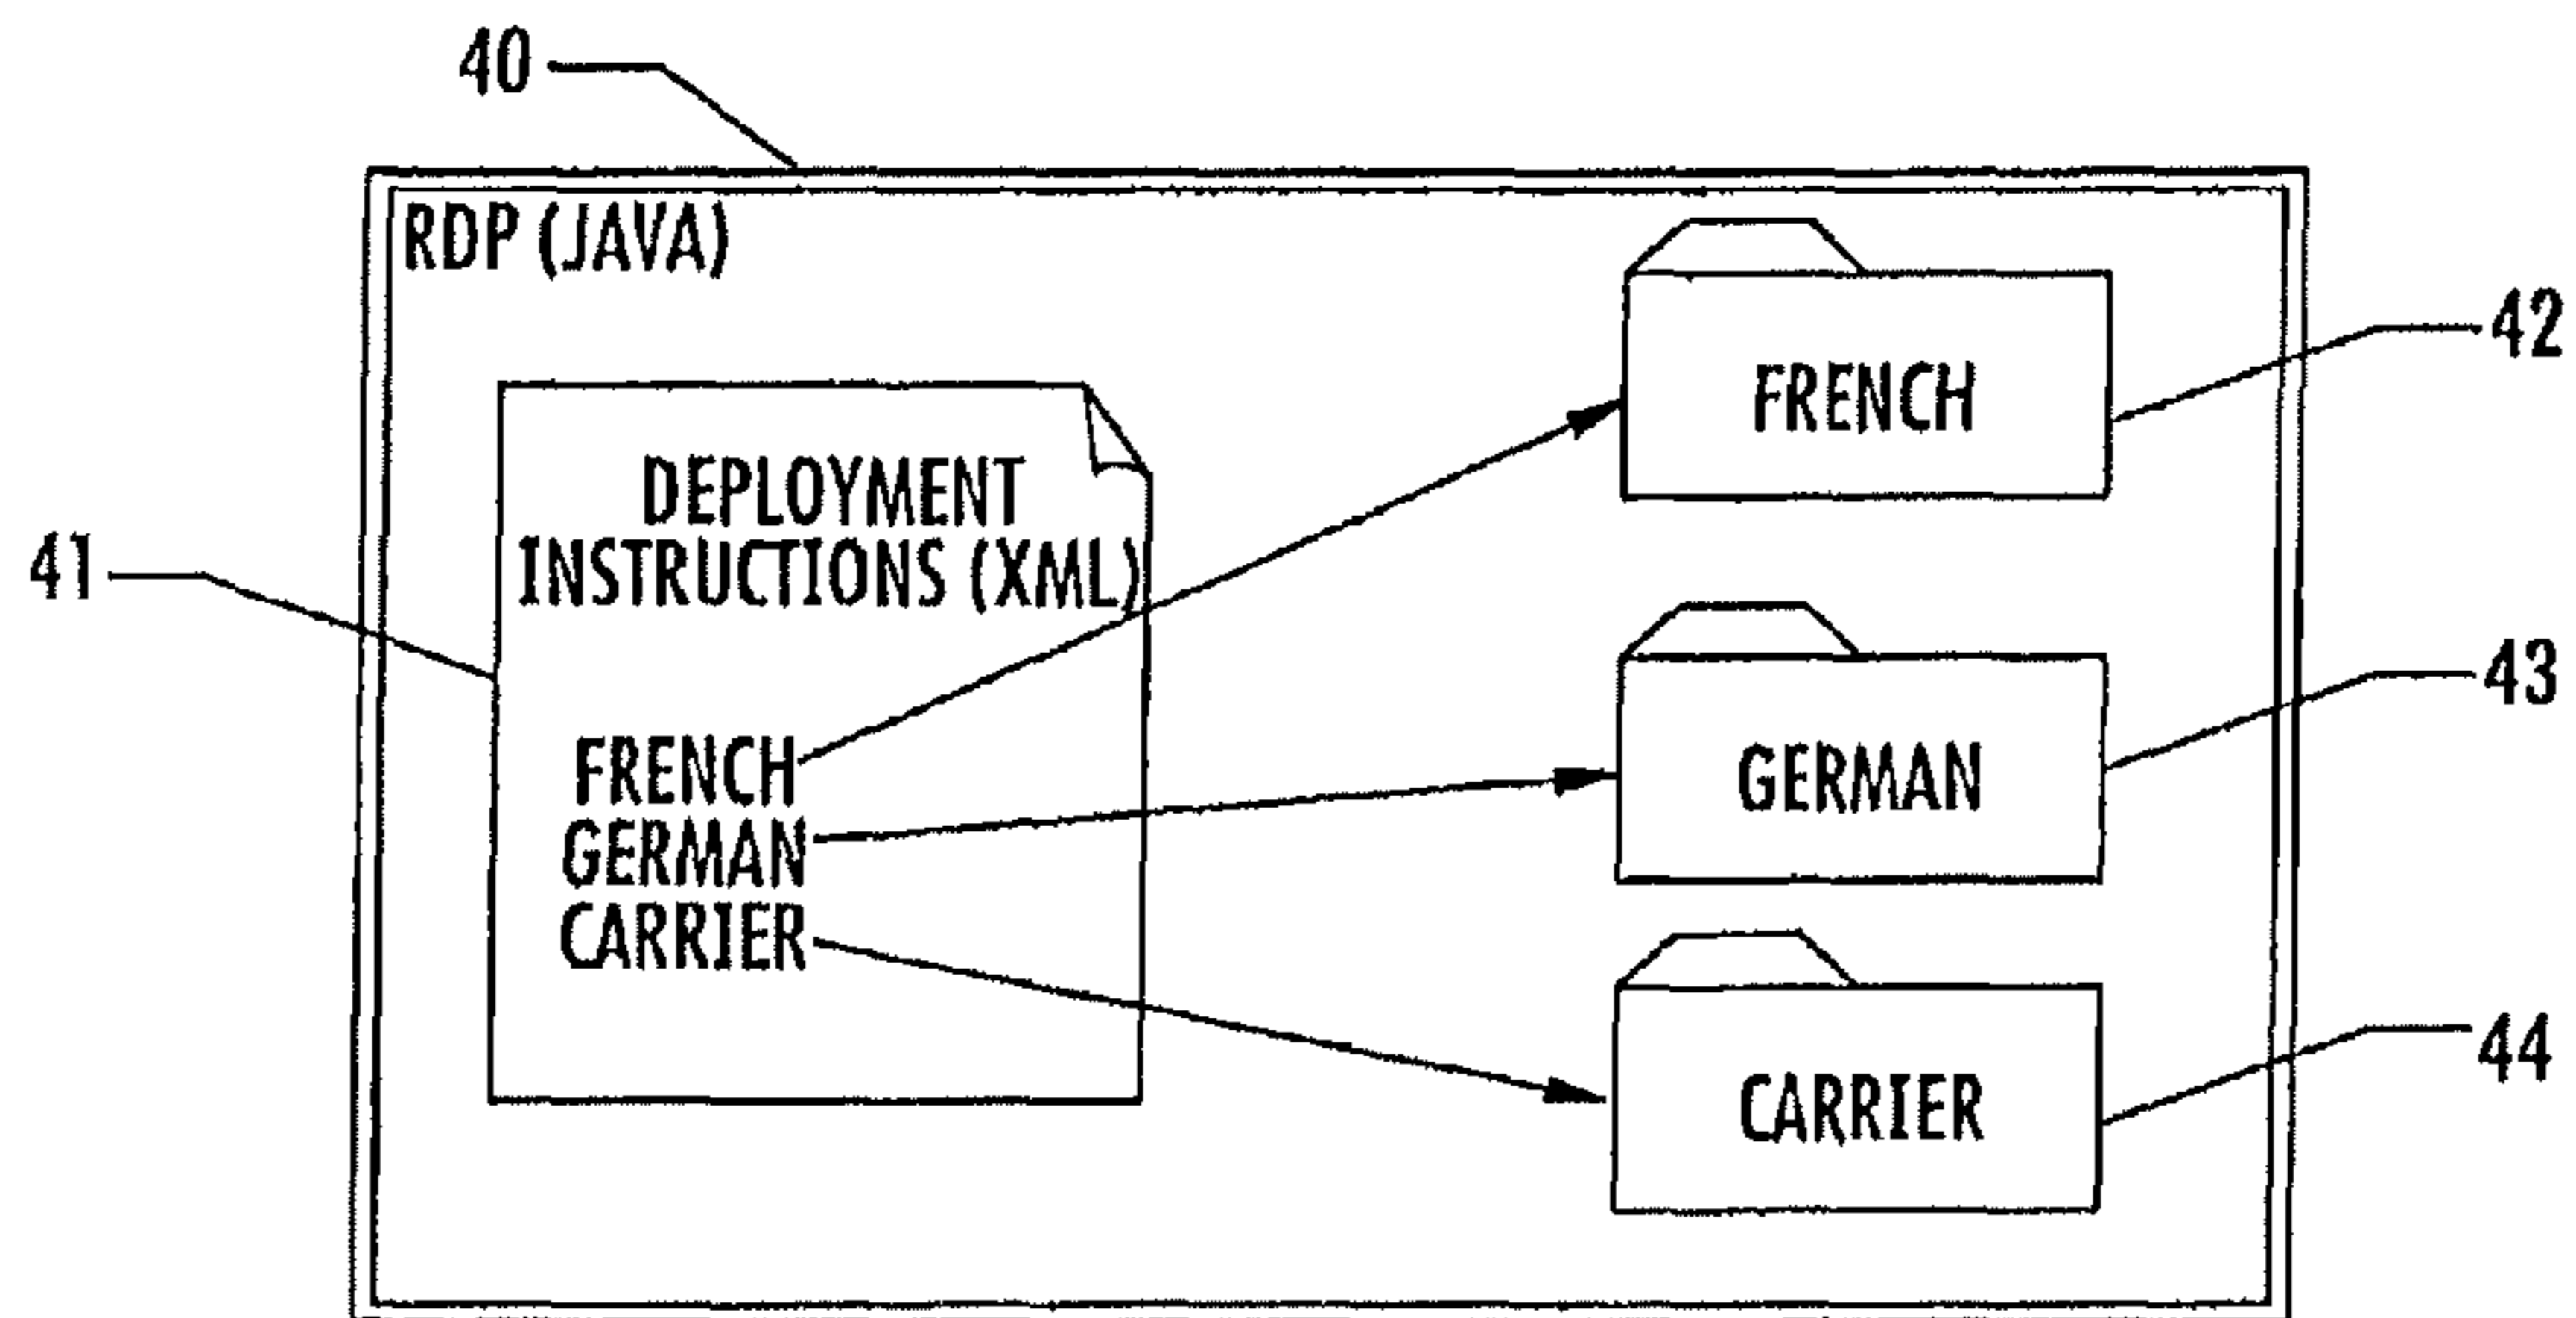 40
RDP (JAVA)
42
FRENCH
DEPLOYMENT
INSTRUCTIONS (XML)
41
43
FRENCH
GERMAN
GERMAN
CARRIER
44
CARRIER